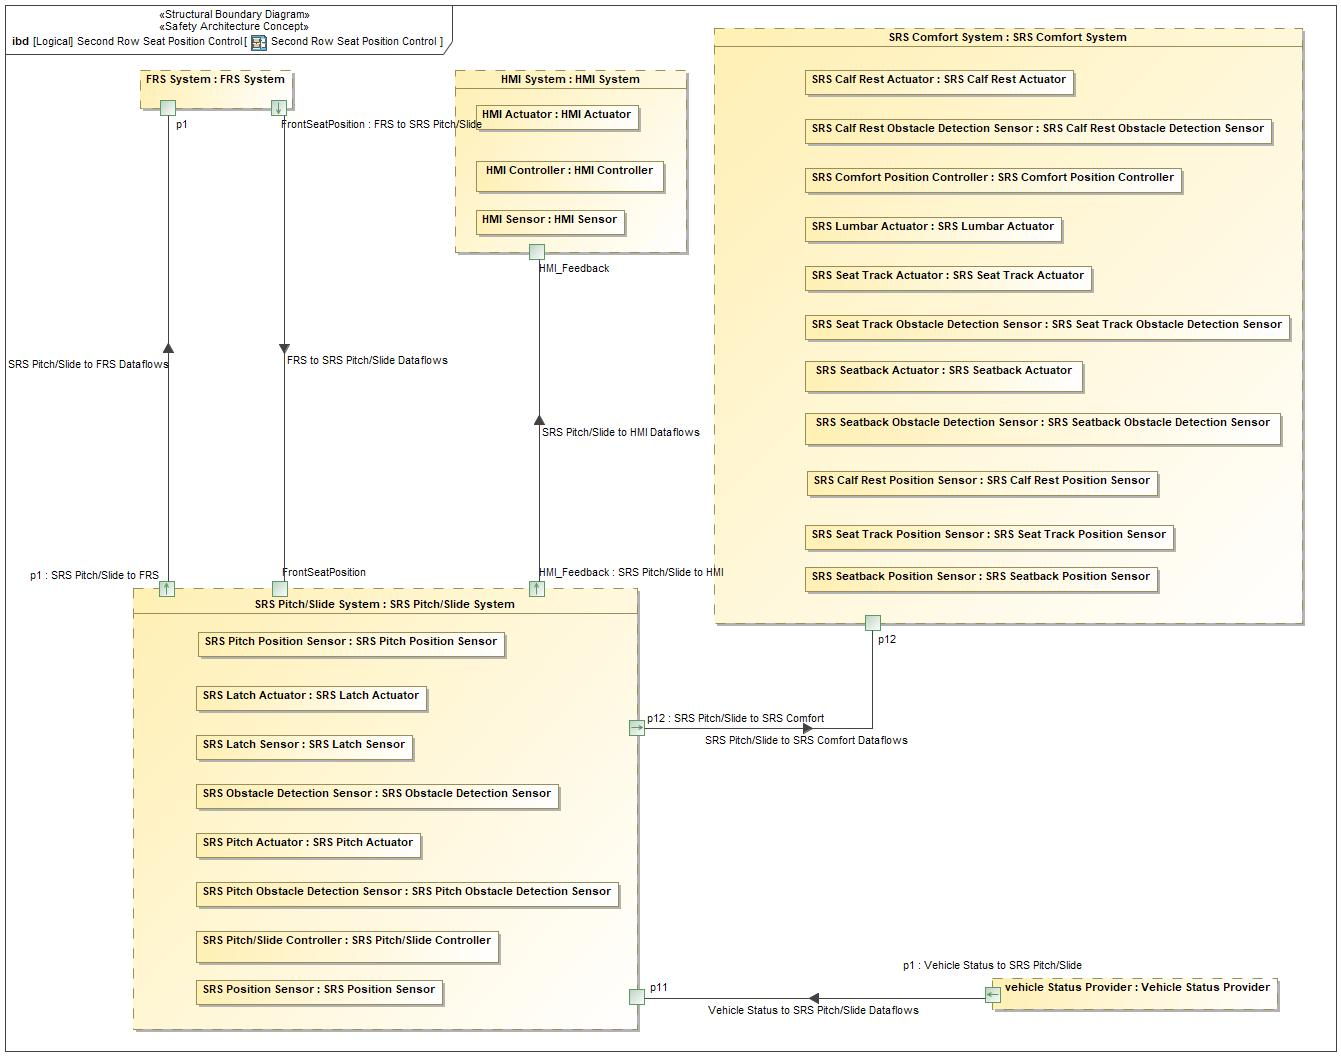 «Structural Boundary Diagram»
«Safety Architecture Concept»
ibd [Logical] Second Row Seat Position Control[ Second Row Seat Position Control ]
FRS System : FRS System
p1
FrontSeatPosition : FRS to SRS Pitch/Slide
HMI System : HMI System
HMI Actuator : HMI Actuator
HMI Controller : HMI Controller
HMI Sensor : HMI Sensor
HMI_Feedback
SRS Comfort System : SRS Comfort System
SRS Calf Rest Actuator : SRS Calf Rest Actuator
SRS Calf Rest Obstacle Detection Sensor : SRS Calf Rest Obstacle Detection Sensor
SRS Comfort Position Controller : SRS Comfort Position Controller
SRS Lumbar Actuator : SRS Lumbar Actuator
SRS Seat Track Actuator : SRS Seat Track Actuator
SRS Seat Track Obstacle Detection Sensor : SRS Seat Track Obstacle Detection Sensor
SRS Seatback Actuator : SRS Seatback Actuator
SRS Seatback Obstacle Detection Sensor : SRS Seatback Obstacle Detection Sensor
SRS Calf Rest Position Sensor : SRS Calf Rest Position Sensor
SRS Seat Track Position Sensor : SRS Seat Track Position Sensor
SRS Seatback Position Sensor : SRS Seatback Position Sensor
p12
SRS Pitch/Slide to FRS Dataflows
FRS to SRS Pitch/Slide Dataflows
SRS Pitch/Slide to HMI Dataflows
p1 : SRS Pitch/Slide to FRS
FrontSeatPosition
HMI_Feedback : SRS Pitch/Slide to HMI
SRS Pitch/Slide System : SRS Pitch/Slide System
SRS Pitch Position Sensor : SRS Pitch Position Sensor
SRS Latch Actuator : SRS Latch Actuator
SRS Latch Sensor : SRS Latch Sensor
SRS Obstacle Detection Sensor : SRS Obstacle Detection Sensor
SRS Pitch Actuator : SRS Pitch Actuator
SRS Pitch Obstacle Detection Sensor : SRS Pitch Obstacle Detection Sensor
SRS Pitch/Slide Controller : SRS Pitch/Slide Controller
SRS Position Sensor : SRS Position Sensor
p12 : SRS Pitch/Slide to SRS Comfort
SRS Pitch/Slide to SRS Comfort Dataflows
p11
Vehicle Status to SRS Pitch/Slide Dataflows
p1 : Vehicle Status to SRS Pitch/Slide
vehicle Status Provider : Vehicle Status Provider